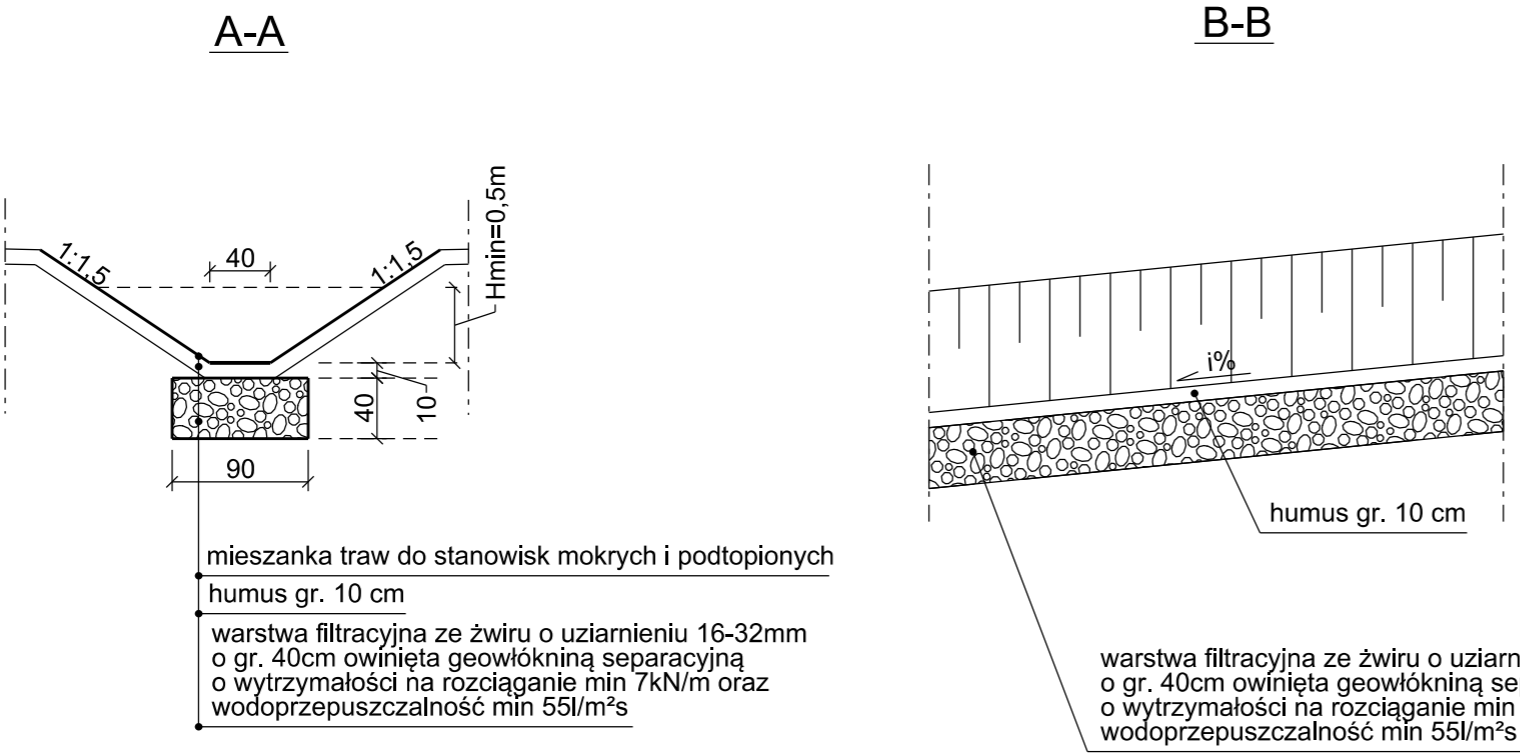 A-A
B-B
1:1,5
40
1:1,5
Hmin=0,5m
40
10
90
mieszanka traw do stanowisk mokrych i podtopionych
humus gr. 10 cm
warstwa filtracyjna ze żwiru o uziarnieniu 16-32mm
o gr. 40cm owinięta geowłókniną separacyjną
o wytrzymałości na rozciąganie min 7kN/m oraz
wodoprzepuszczalność min 55l/m²s
i%
humus gr. 10 cm
warstwa filtracyjna ze żwiru o uziarn
o gr. 40cm owinięta geowłókniną se
o wytrzymałości na rozciąganie min
wodoprzepuszczalność min 55l/m²s